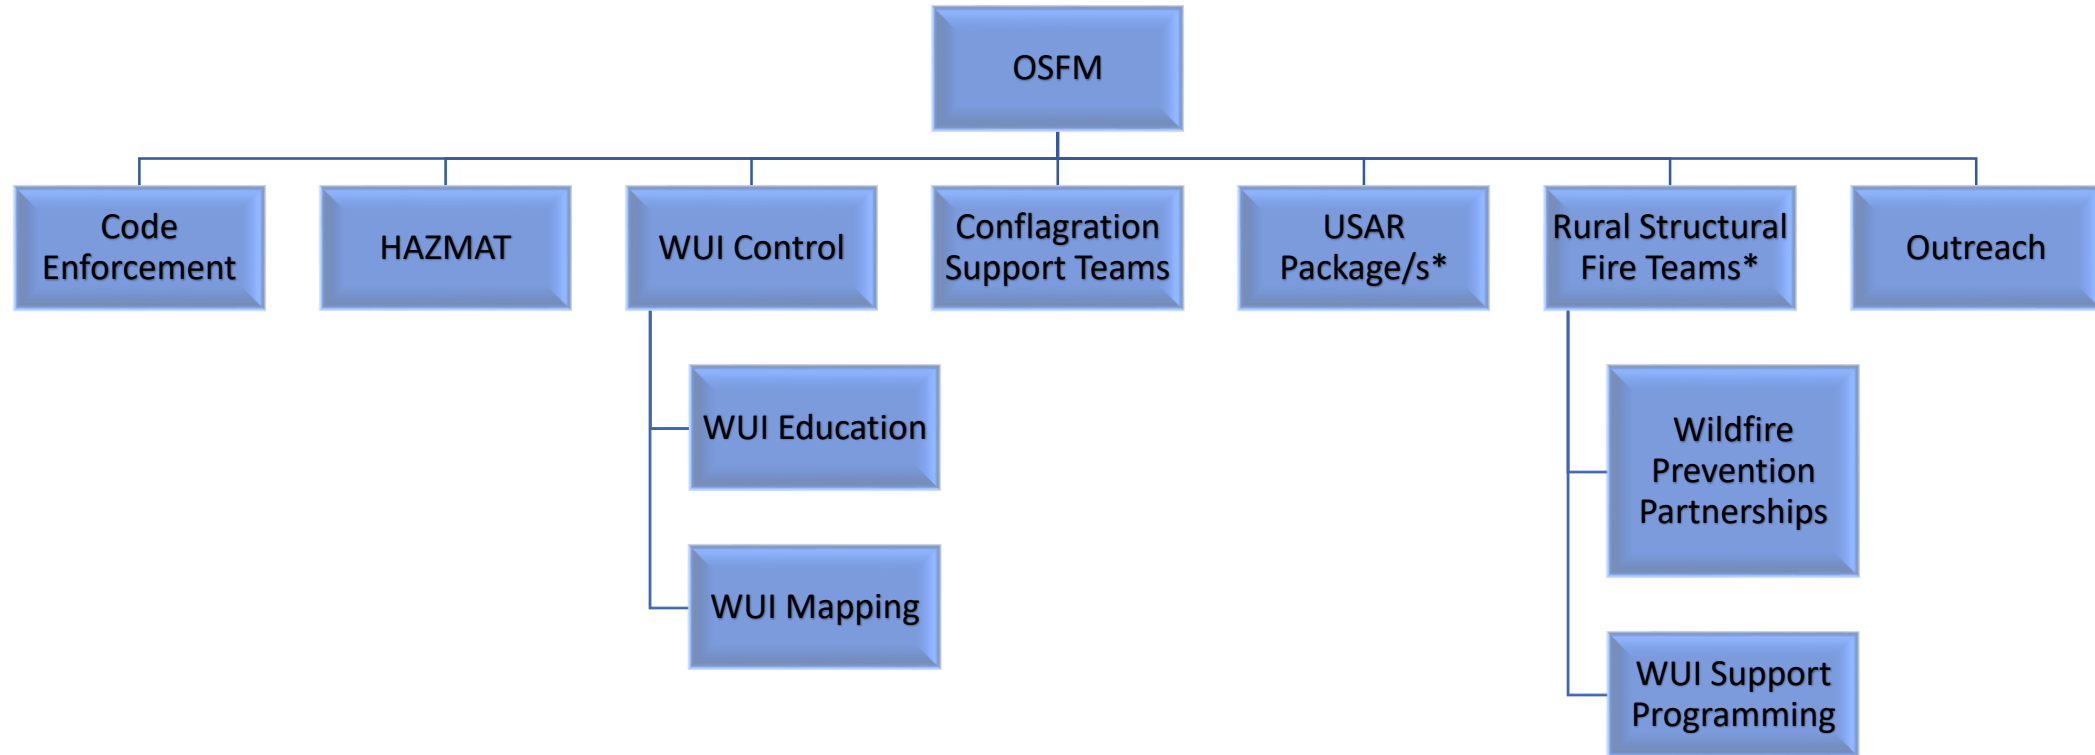 OSFM
Code
Enforcement
HAZMAT
WUI Control
Conflagration
Support Teams
USAR
Package/s*
Rural Structural
Fire Teams*
Outreach
WUI Education
WUI Mapping
Wildfire
Prevention
Partnerships
WUI Support
Programming